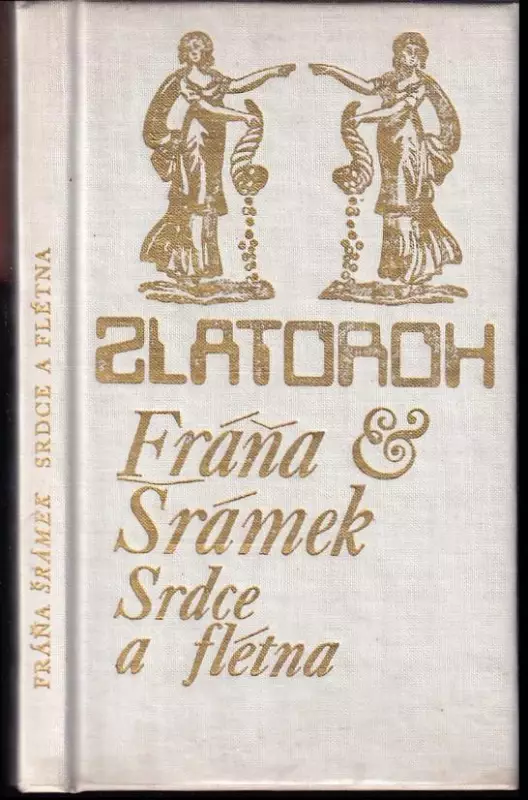 FRÁŇA ŠRÁMEK SRDCE A FLÉTNA
ZLATOROH
Fráňa &
Šrámek
Srdce
a flétna